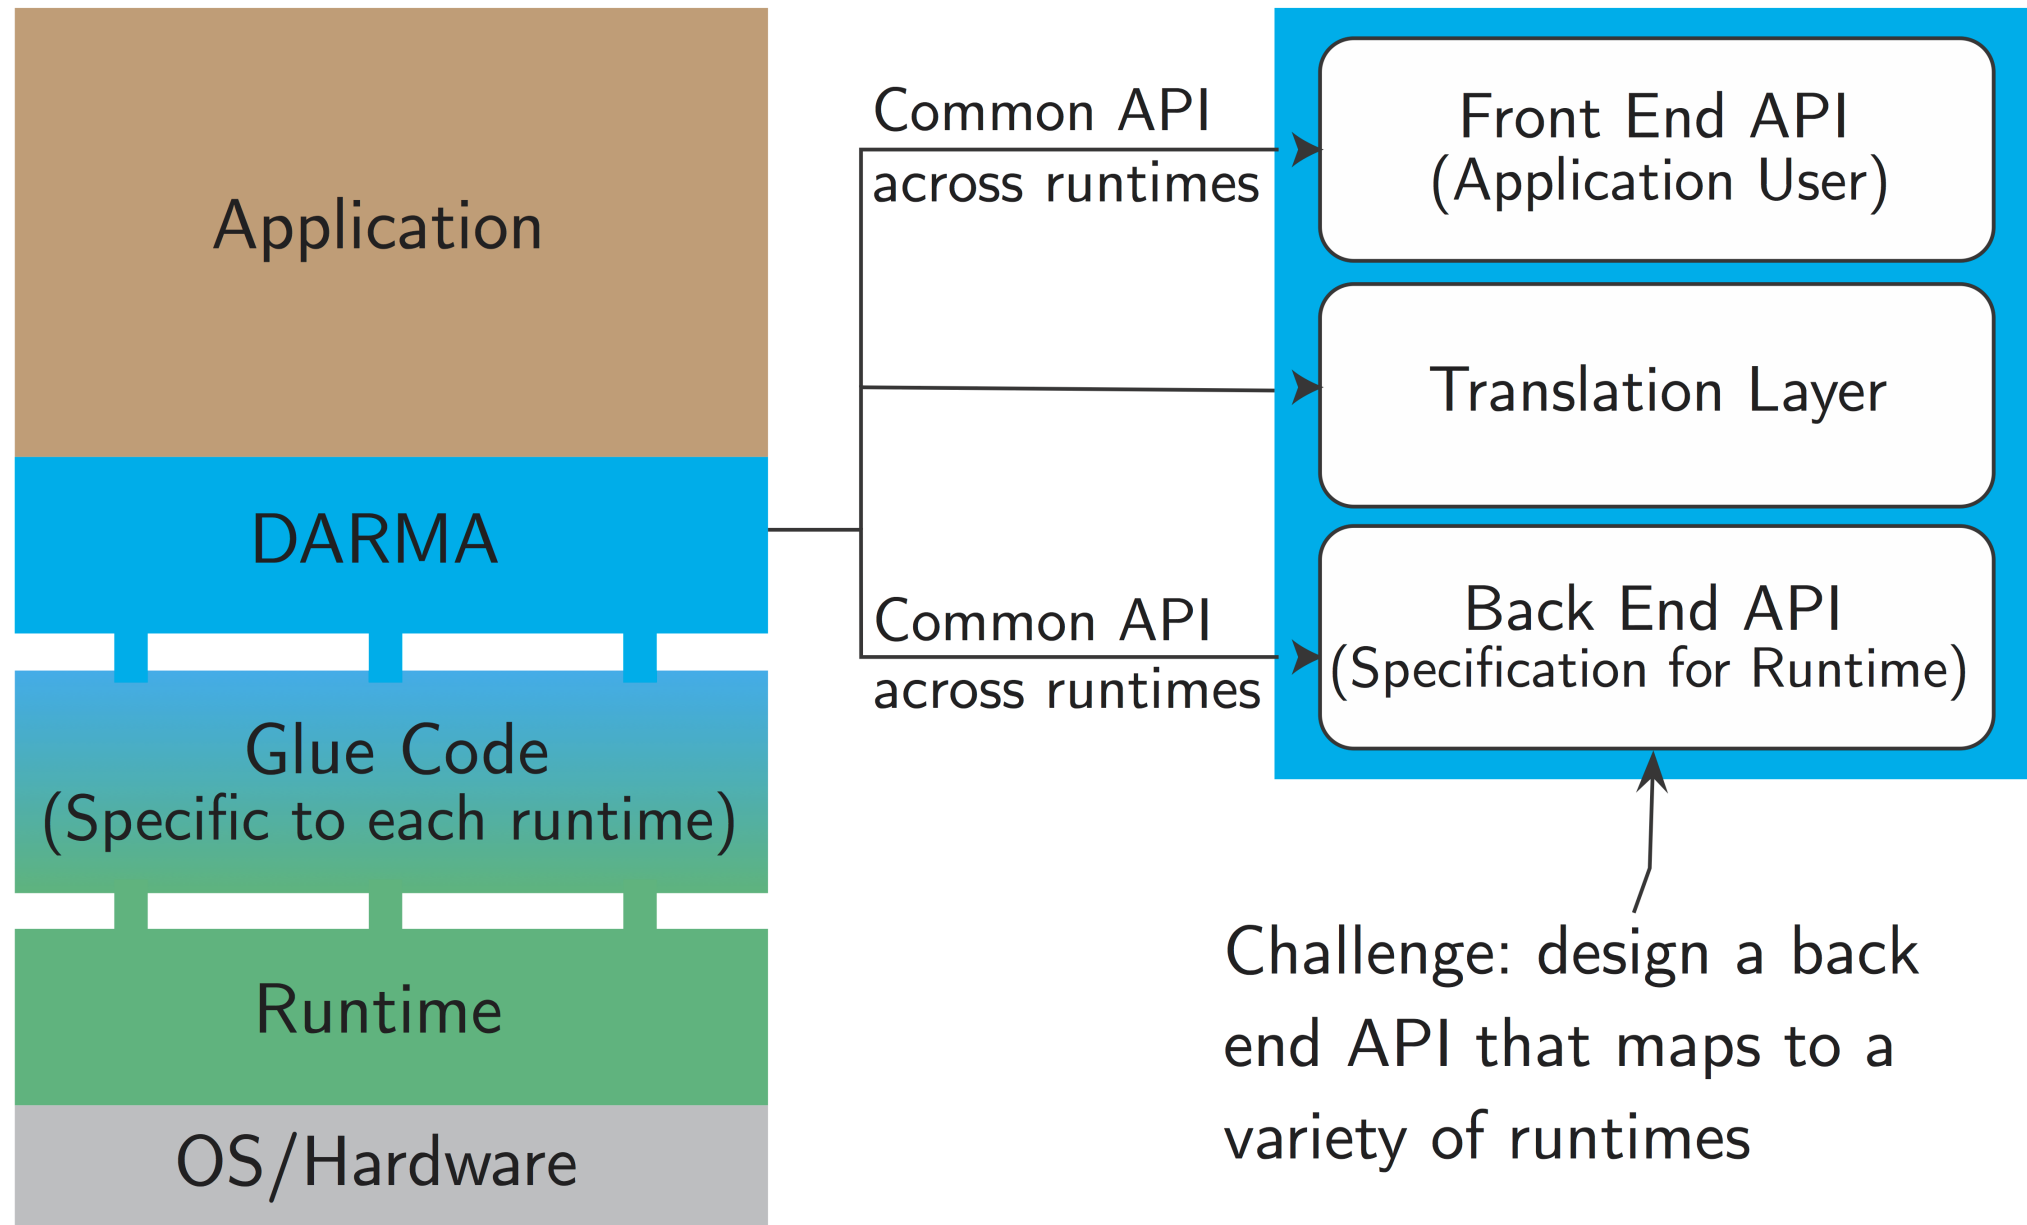 Application
DARMA
Glue Code
(Specific to each runtime)
Runtime
OS/Hardware
Common API
across runtimes
Common API
across runtimes
Front End API
(Application User)
Translation Layer
Back End API
(Specification for Runtime)
Challenge: design a back
end API that maps to a
variety of runtimes